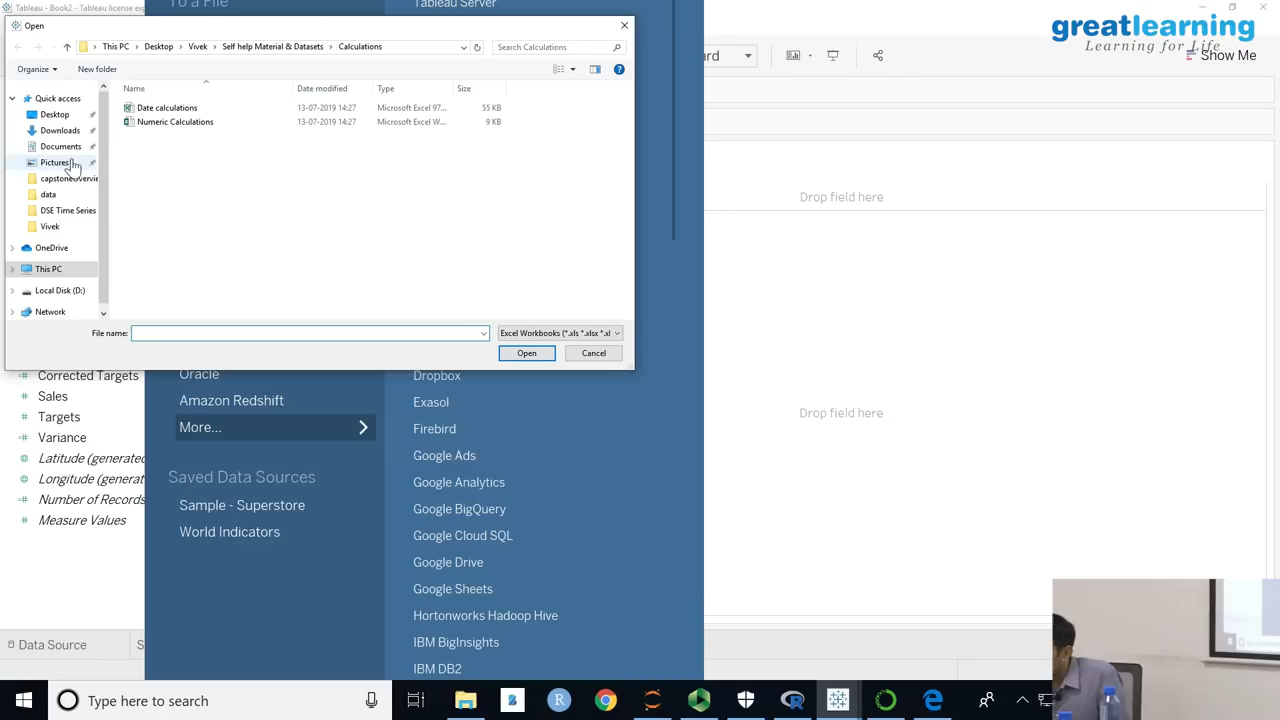 Tableau - Book2 - Tableau license exp
To a File
Tableau Server
greatlearning
Learning for Life
Open
This PC > Desktop > Vivek > Self help Material & Datasets > Calculations
Search Calculations
Show Me
Organize
New folder
Name
Date modified
Type
Size
Quick access
Date calculations
13-07-2019 14:27
Microsoft Excel 97...
55 KB
Desktop
Numeric Calculations
13-07-2019 14:27
Microsoft Excel W...
9 KB
Downloads
Documents
Pictures
data
DSE Time Series
Vivek
OneDrive
This PC
Local Disk (D:)
Network
Drop field here
File name:
Excel Workbooks (*.xls *.xlsx *.xl
Open
Cancel
Corrected Targets
Sales
Targets
Variance
Latitude (generated
Longitude (generat
Number of Records
Measure Values
Oracle
Amazon Redshift
More...
Saved Data Sources
Sample - Superstore
World Indicators
Dropbox
Exasol
Firebird
Google Ads
Google Analytics
Google BigQuery
Google Cloud SQL
Google Drive
Google Sheets
Hortonworks Hadoop Hive
IBM BigInsights
IBM DB2
Drop field here
Data Source
S
Type here to search